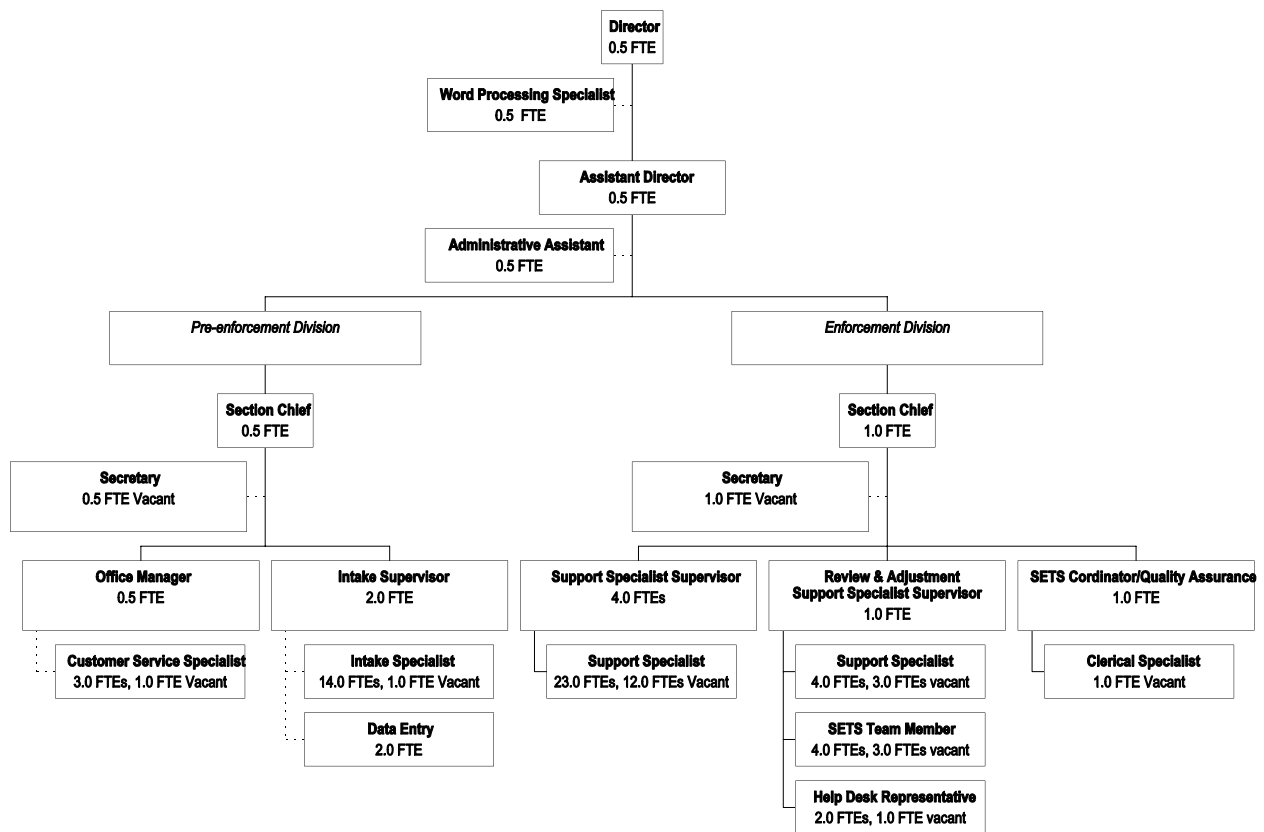 Director
0.5 FTE
Word Processing Specialist
0.5 FTE
Assistant Director
0.5 FTE
Administrative Assistant
0.5 FTE
Pre-enforcement Division
Enforcement Division
Section Chief
0.5 FTE
Section Chief
1.0 FTE
Secretary
0.5 FTE Vacant
Secretary
1.0 FTE Vacant
Office Manager
0.5 FTE
Intake Supervisor
2.0 FTE
Support Specialist Supervisor
4.0 FTEs
Review & Adjustment
Support Specialist Supervisor
1.0 FTE
SETS Cordinator/Quality Assurance
1.0 FTE
Customer Service Specialist
3.0 FTEs, 1.0 FTE Vacant
Intake Specialist
14.0 FTEs, 1.0 FTE Vacant
Support Specialist
23.0 FTEs, 12.0 FTEs Vacant
Support Specialist
4.0 FTEs, 3.0 FTEs vacant
Clerical Specialist
1.0 FTE Vacant
Data Entry
2.0 FTE
SETS Team Member
4.0 FTEs, 3.0 FTEs vacant
Help Desk Representative
2.0 FTEs, 1.0 FTE vacant